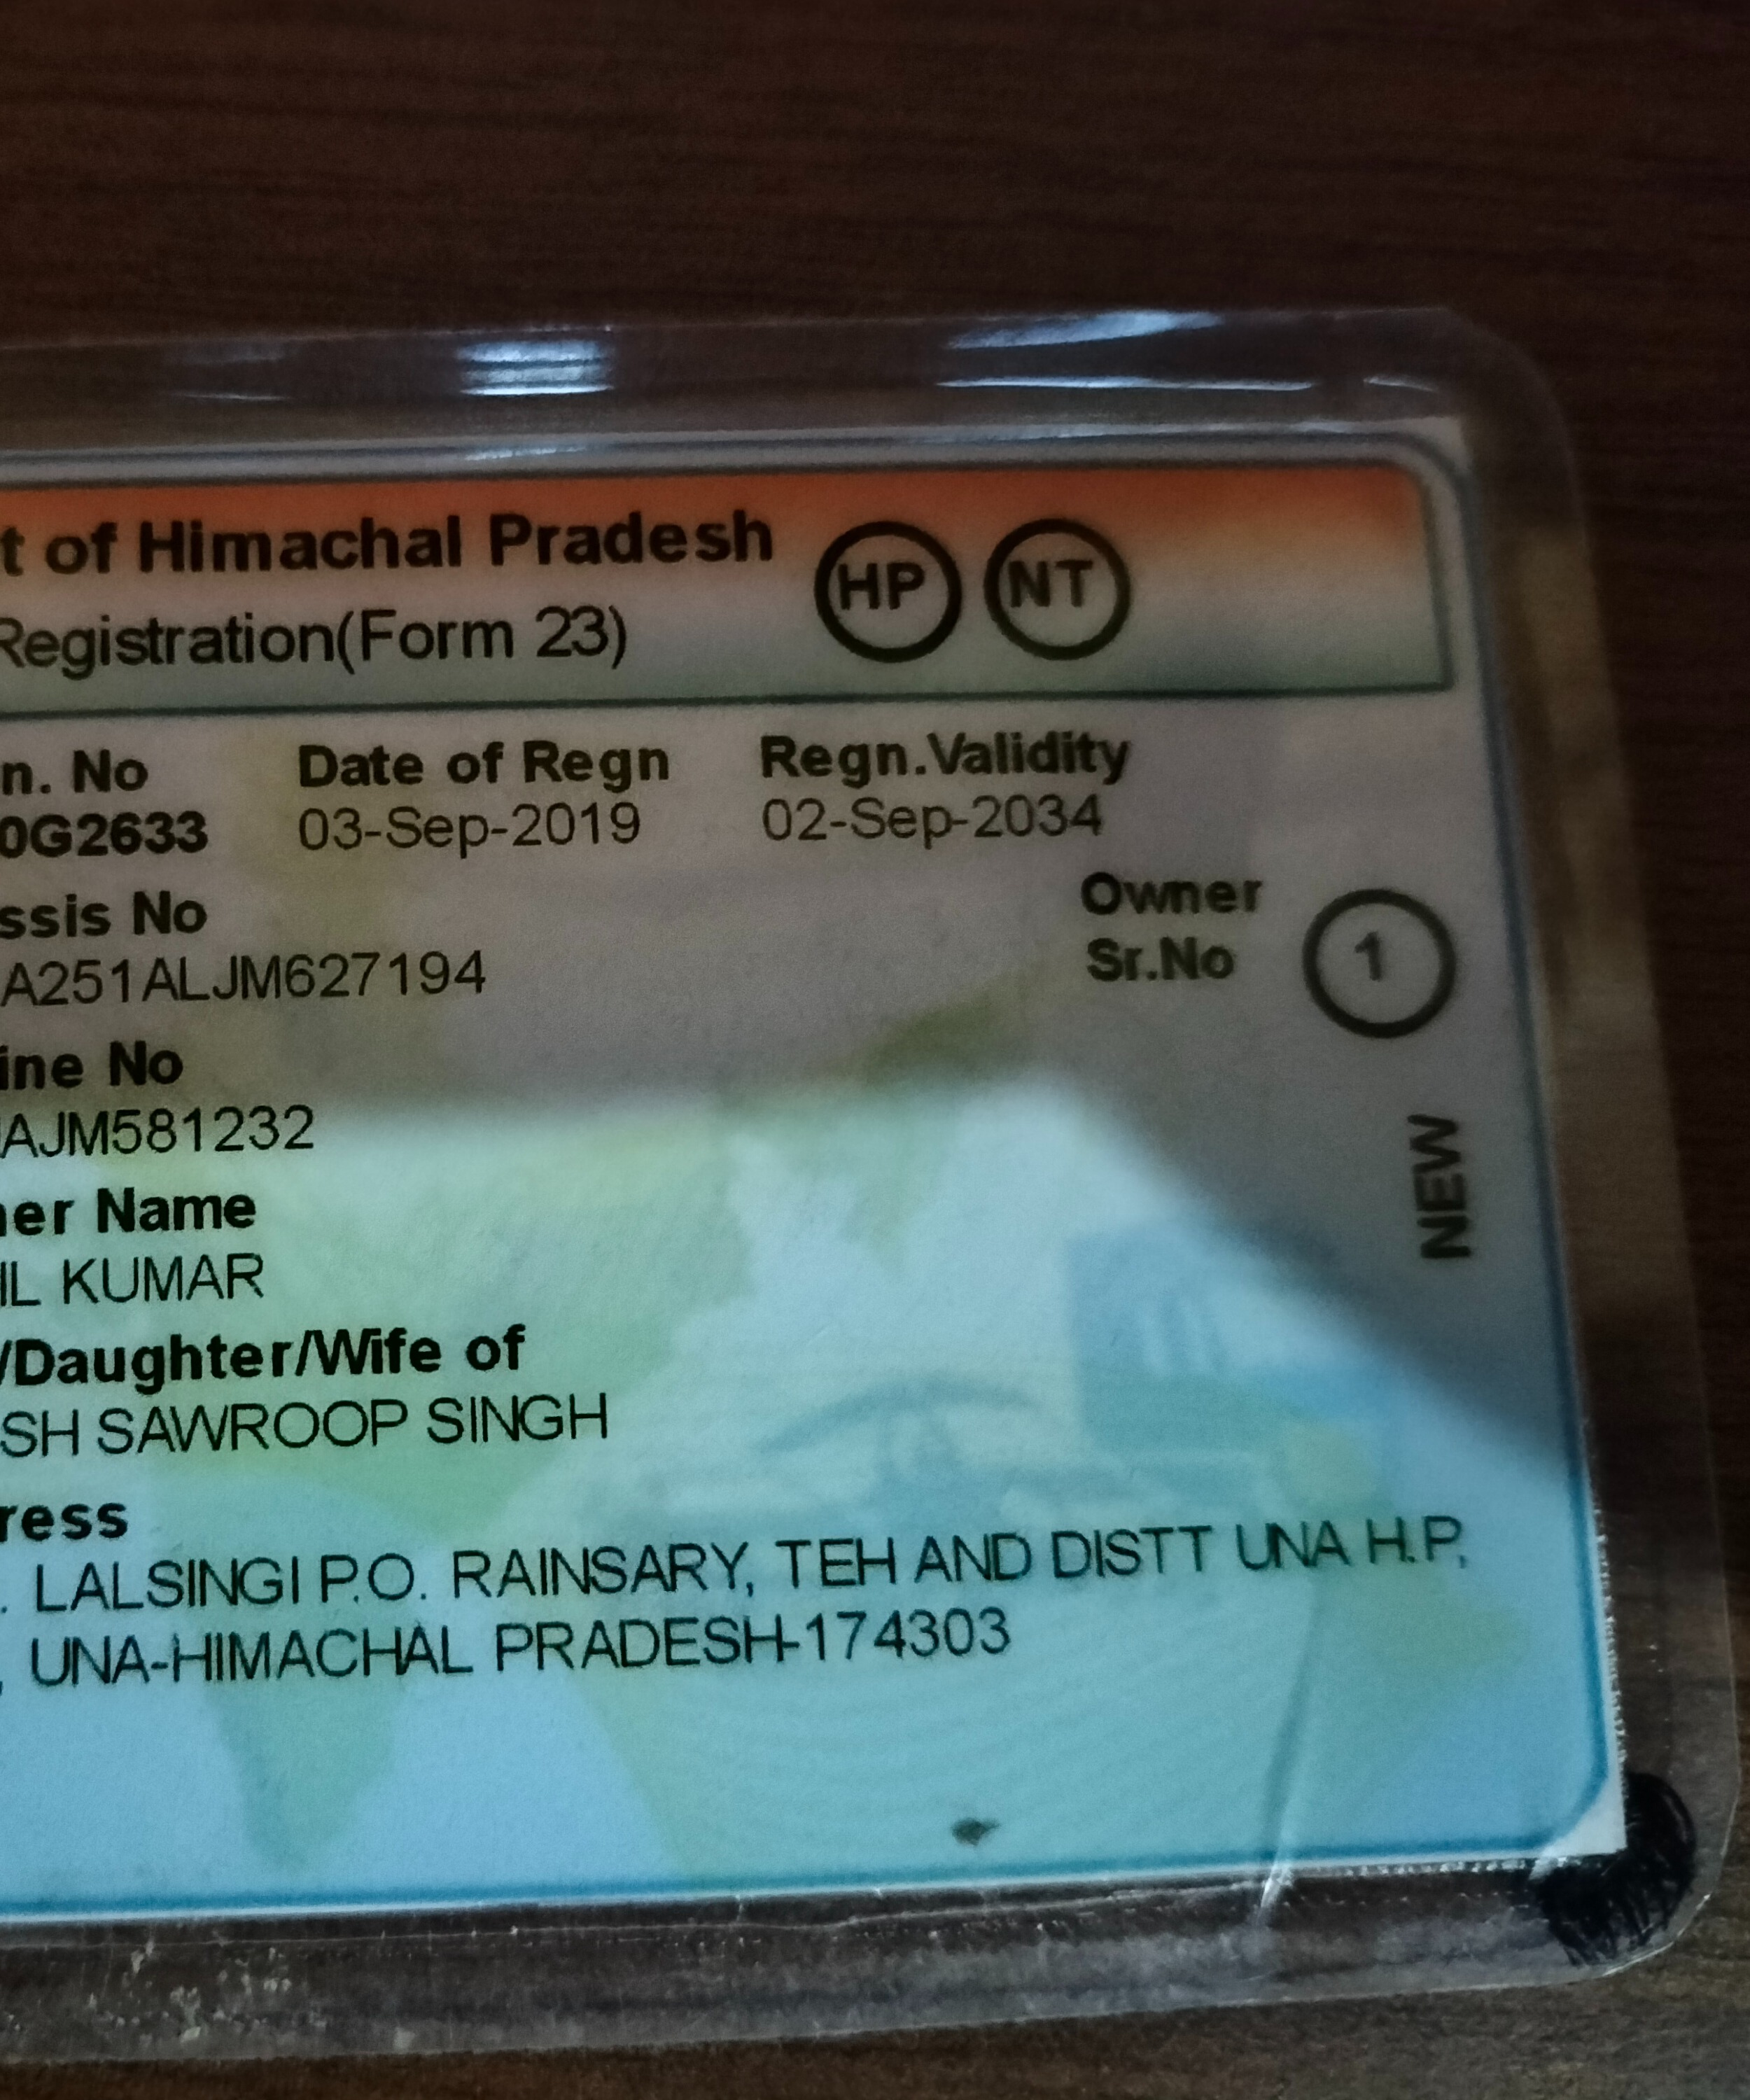 t of Himachal Pradesh HP NT
Registration(Form 23)
n. No Date of Regn Regn.Validity
0G2633 03-Sep-2019 02-Sep-2034
ssis No Owner
A251ALJM627194 Sr.No 1
ine No
AJM581232 NEW
er Name
IL KUMAR
/Daughter/Wife of
SH SAWROOP SINGH
ress
. LALSINGI P.O. RAINSARY, TEH AND DISTT UNA H.P,
, UNA-HIMACHAL PRADESH-174303